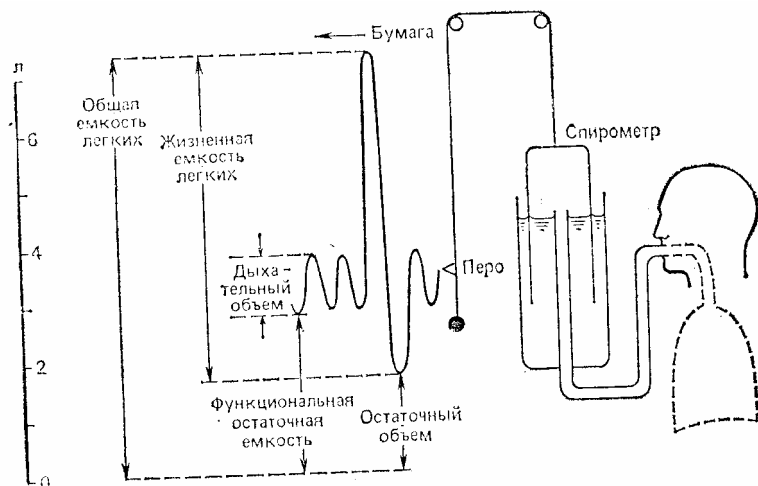 Бумага
л
Общая
емкость
легких
Жизненная
емкость
легких
Спирометр
6
4
Дыха-
тельный
объем
Перо
2
Функциональная
остаточная
емкость
Остаточный
объем
0